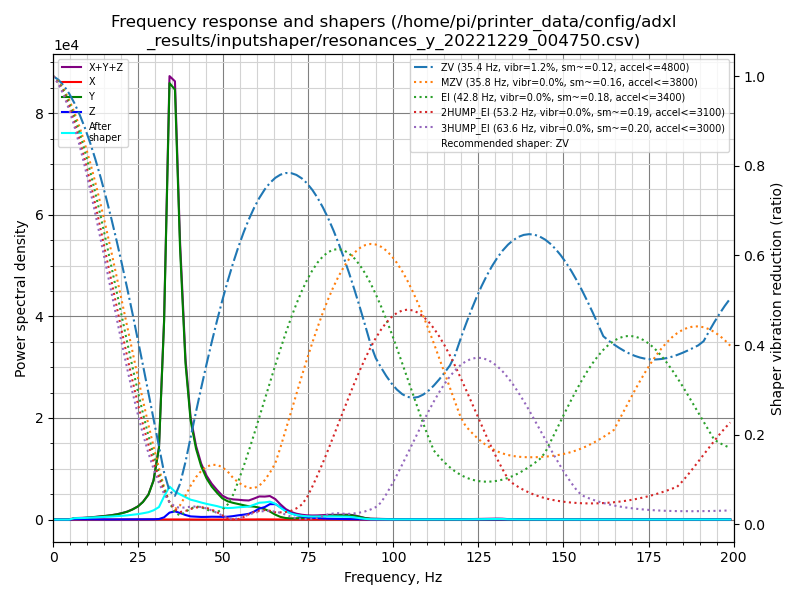 Frequency response and shapers (/home/pi/printer_data/config/adxl
_results/inputshaper/resonances_y_20221229_004750.csv)
1e4
X+Y+Z
X
Y
Z
After
shaper
ZV (35.4 Hz, vibr=1.2%, sm~=0.12, accel<=4800)
MZV (35.8 Hz, vibr=0.0%, sm~=0.16, accel<=3800)
EI (42.8 Hz, vibr=0.0%, sm~=0.18, accel<=3400)
2HUMP_EI (53.2 Hz, vibr=0.0%, sm~=0.19, accel<=3100)
3HUMP_EI (63.6 Hz, vibr=0.0%, sm~=0.20, accel<=3000)
Recommended shaper: ZV
Power spectral density
8
6
4
2
0
1.0
0.8
0.6
0.4
0.2
0.0
Shaper vibration reduction (ratio)
0 25 50 75 100 125 150 175 200
Frequency, Hz